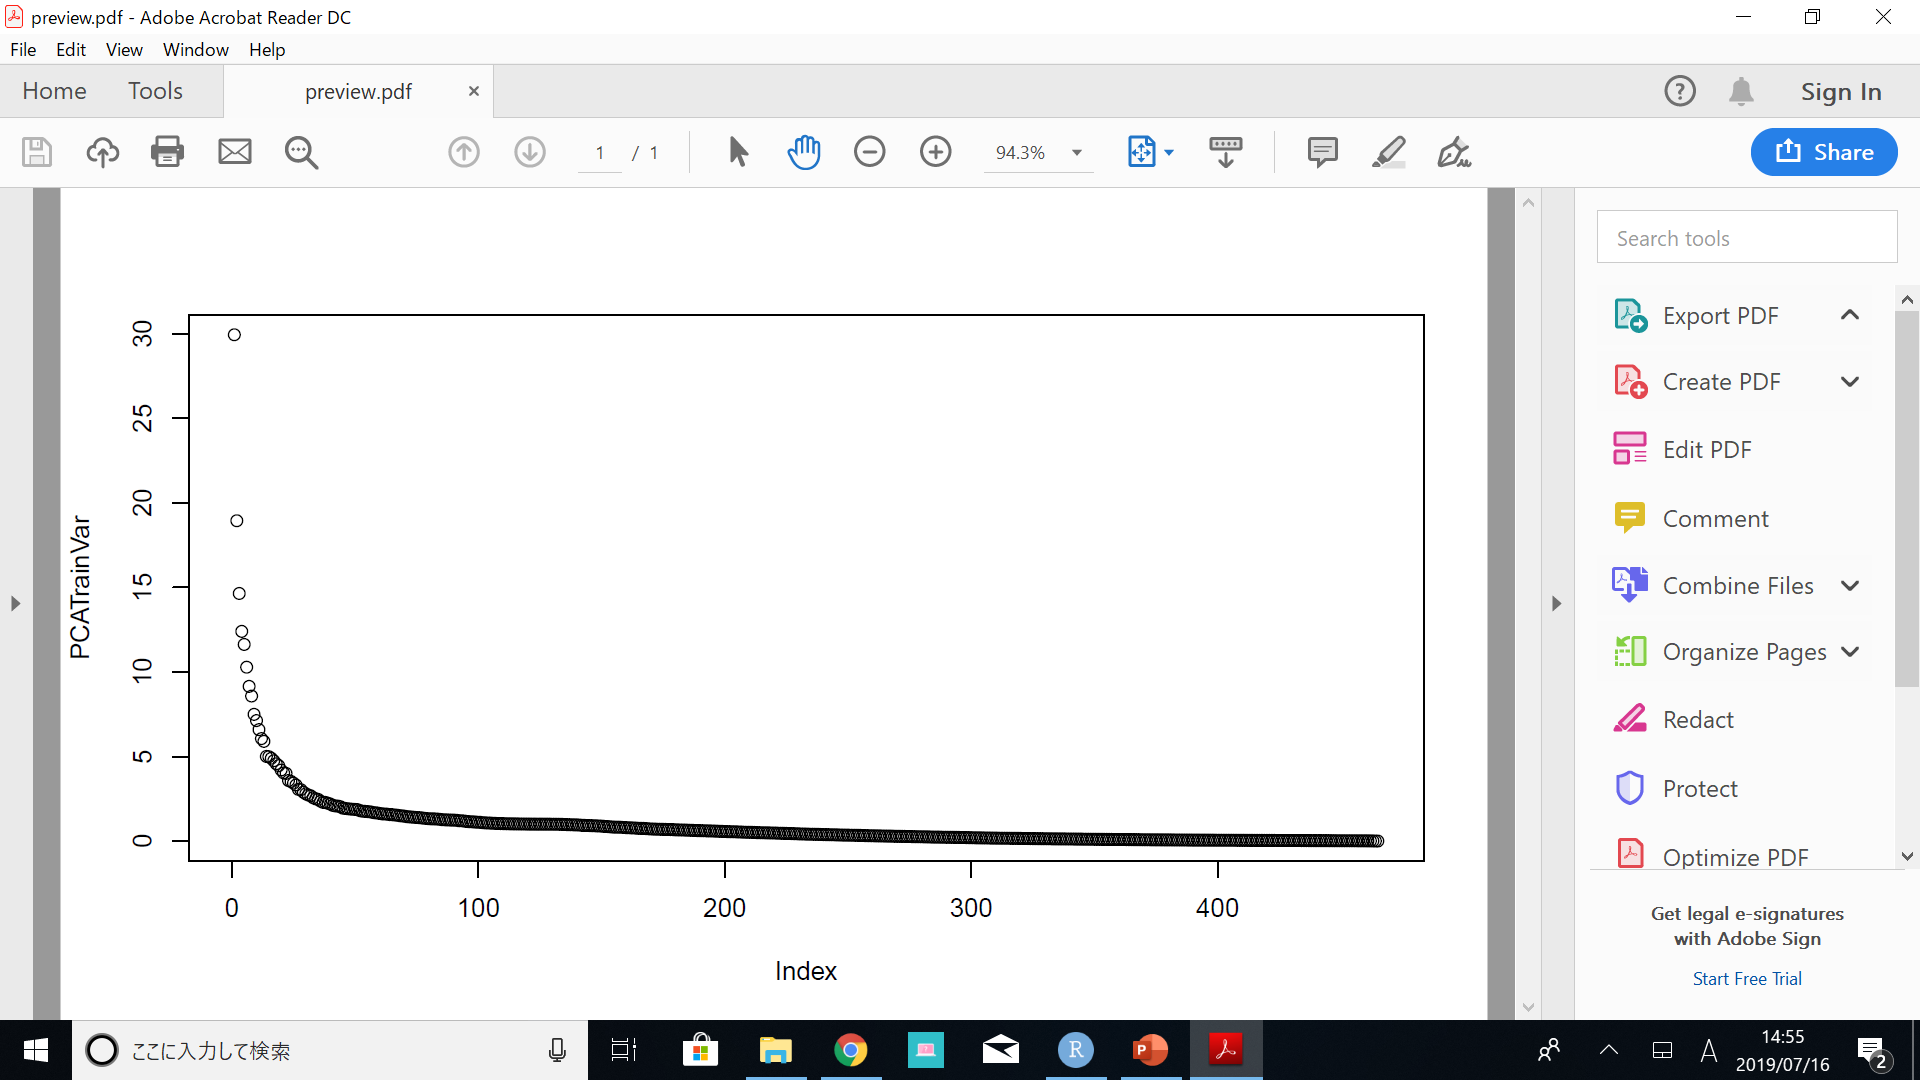 preview.pdf - Adobe Acrobat Reader DC
File Edit View Window Help
Home Tools preview.pdf × Sign In
1 / 1 94.3% Share
Search tools
Export PDF
Create PDF
Edit PDF
Comment
Combine Files
Organize Pages
Redact
Protect
Optimize PDF
Get legal e-signatures
with Adobe Sign
Start Free Trial
PCATrainVar
30
25
20
15
10
5
0
0 100 200 300 400
Index
ここに入力して検索
R
P
A
14:55
2019/07/16
2